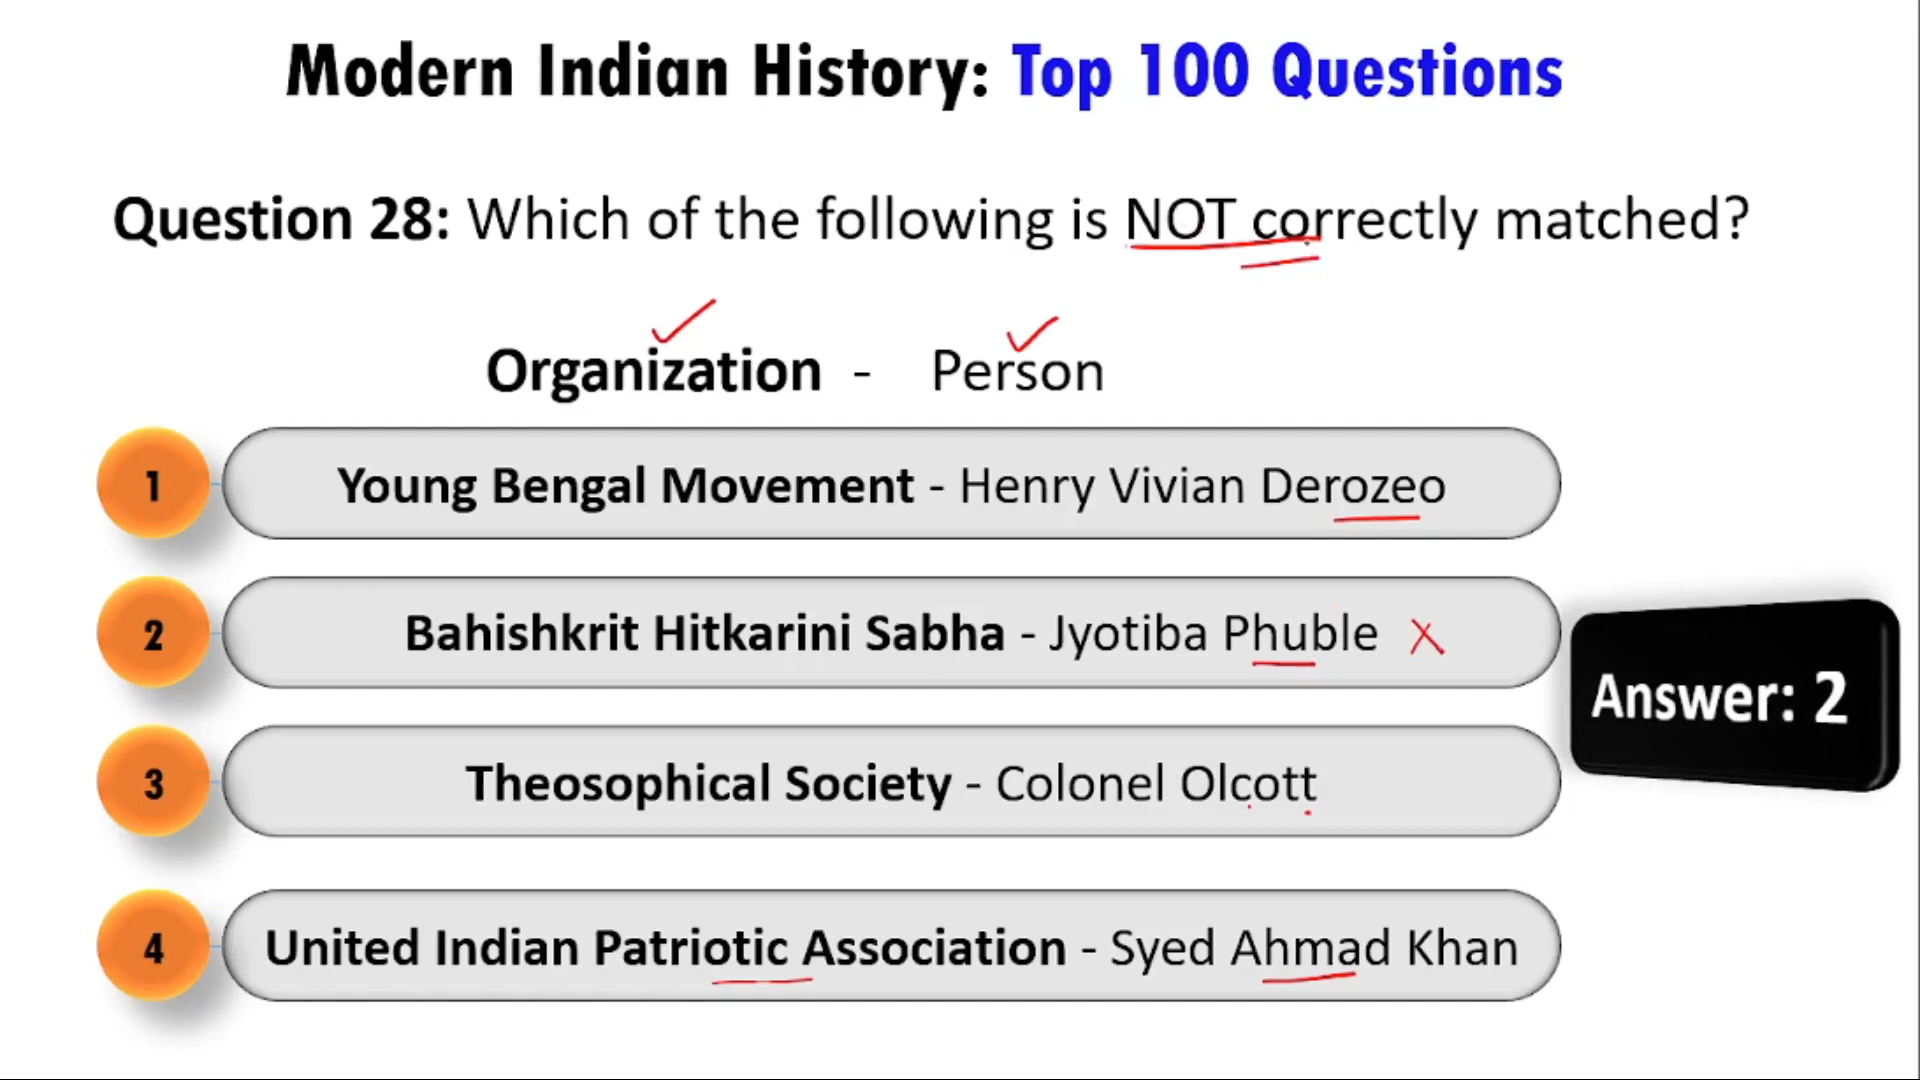 Modern Indian History: Top 100 Questions
Question 28: Which of the following is NOT correctly matched?
Organization - Person
1 Young Bengal Movement - Henry Vivian Derozeo
2 Bahishkrit Hitkarini Sabha - Jyotiba Phuble
Answer: 2
3 Theosophical Society - Colonel Olcott
4 United Indian Patriotic Association - Syed Ahmad Khan